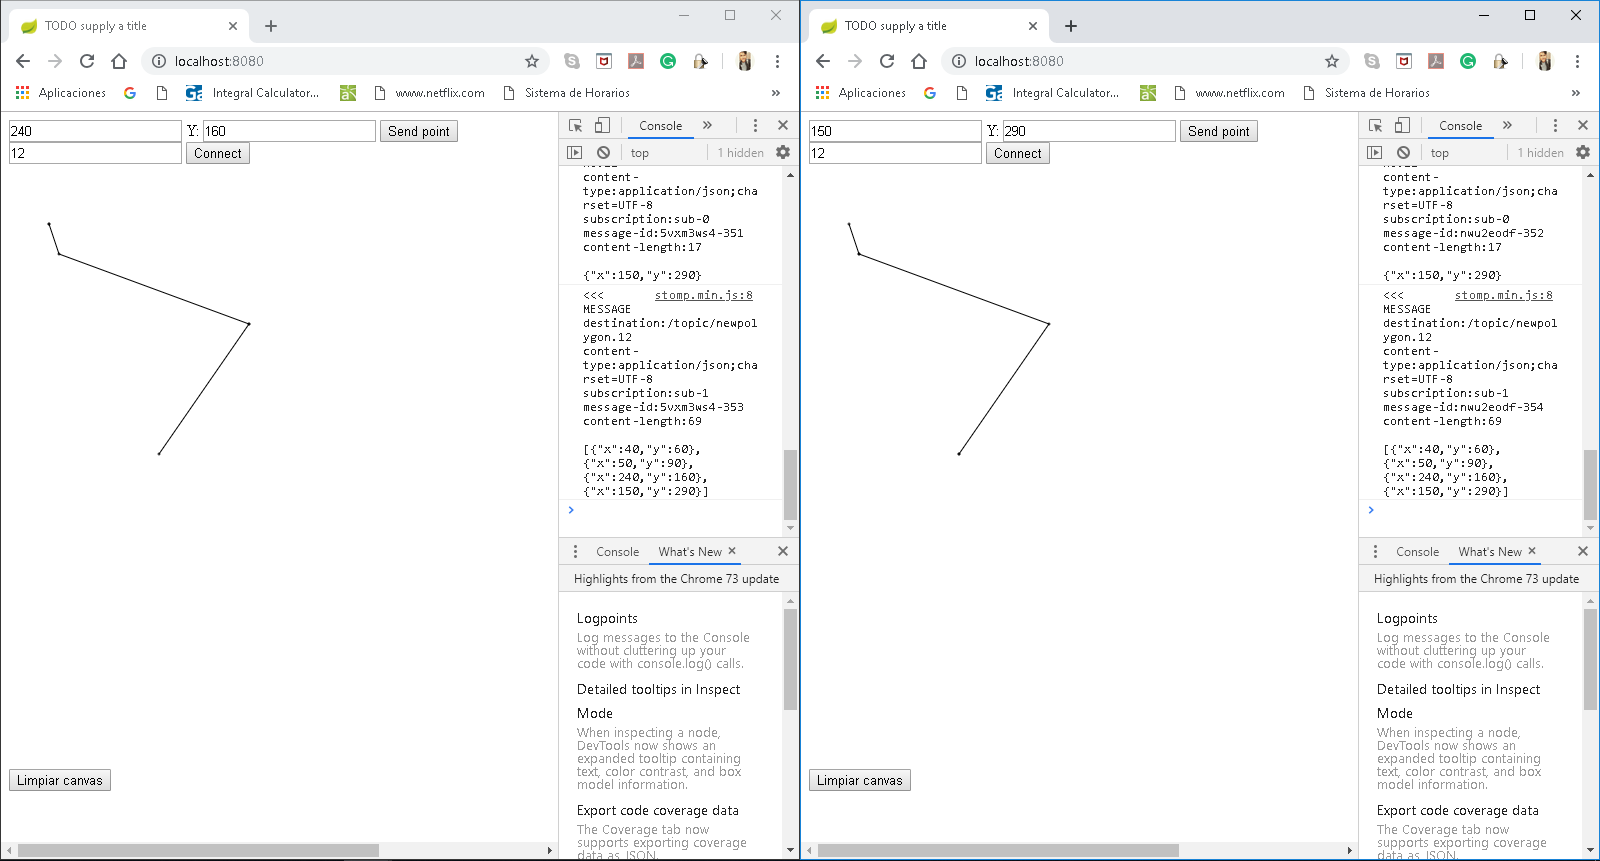 TODO supply a title
localhost:8080
Aplicaciones
Integral Calculator...
www.netflix.com
Sistema de Horarios
»
240 Y: 160 Send point
12 Connect
Limpiar canvas
Console »
top 1 hidden
content-
type:application/json;cha
rset=UTF-8
subscription:sub-0
message-id:5vxm3ws4-351
content-length:17
{"x":150,"y":290}
<<< stomp.min.js:8
MESSAGE
destination:/topic/newpol
ygon.12
content-
type:application/json;cha
rset=UTF-8
subscription:sub-1
message-id:5vxm3ws4-353
content-length:69
[{"x":40,"y":60},
{"x":50,"y":90},
{"x":240,"y":160},
{"x":150,"y":290}]
Console What's New
Highlights from the Chrome 73 update
Logpoints
Log messages to the Console
without cluttering up your
code with console.log() calls.
Detailed tooltips in Inspect
Mode
When inspecting a node,
DevTools now shows an
expanded tooltip containing
text, color contrast, and box
model information.
Export code coverage data
The Coverage tab now
supports exporting coverage
data as JSON.
TODO supply a title
localhost:8080
Aplicaciones
Integral Calculator...
www.netflix.com
Sistema de Horarios
»
150 Y: 290 Send point
12 Connect
Limpiar canvas
Console »
top 1 hidden
content-
type:application/json;cha
rset=UTF-8
subscription:sub-0
message-id:nwu2eodf-352
content-length:17
{"x":150,"y":290}
<<< stomp.min.js:8
MESSAGE
destination:/topic/newpol
ygon.12
content-
type:application/json;cha
rset=UTF-8
subscription:sub-1
message-id:nwu2eodf-354
content-length:69
[{"x":40,"y":60},
{"x":50,"y":90},
{"x":240,"y":160},
{"x":150,"y":290}]
Console What's New
Highlights from the Chrome 73 update
Logpoints
Log messages to the Console
without cluttering up your
code with console.log() calls.
Detailed tooltips in Inspect
Mode
When inspecting a node,
DevTools now shows an
expanded tooltip containing
text, color contrast, and box
model information.
Export code coverage data
The Coverage tab now
supports exporting coverage
data as JSON.